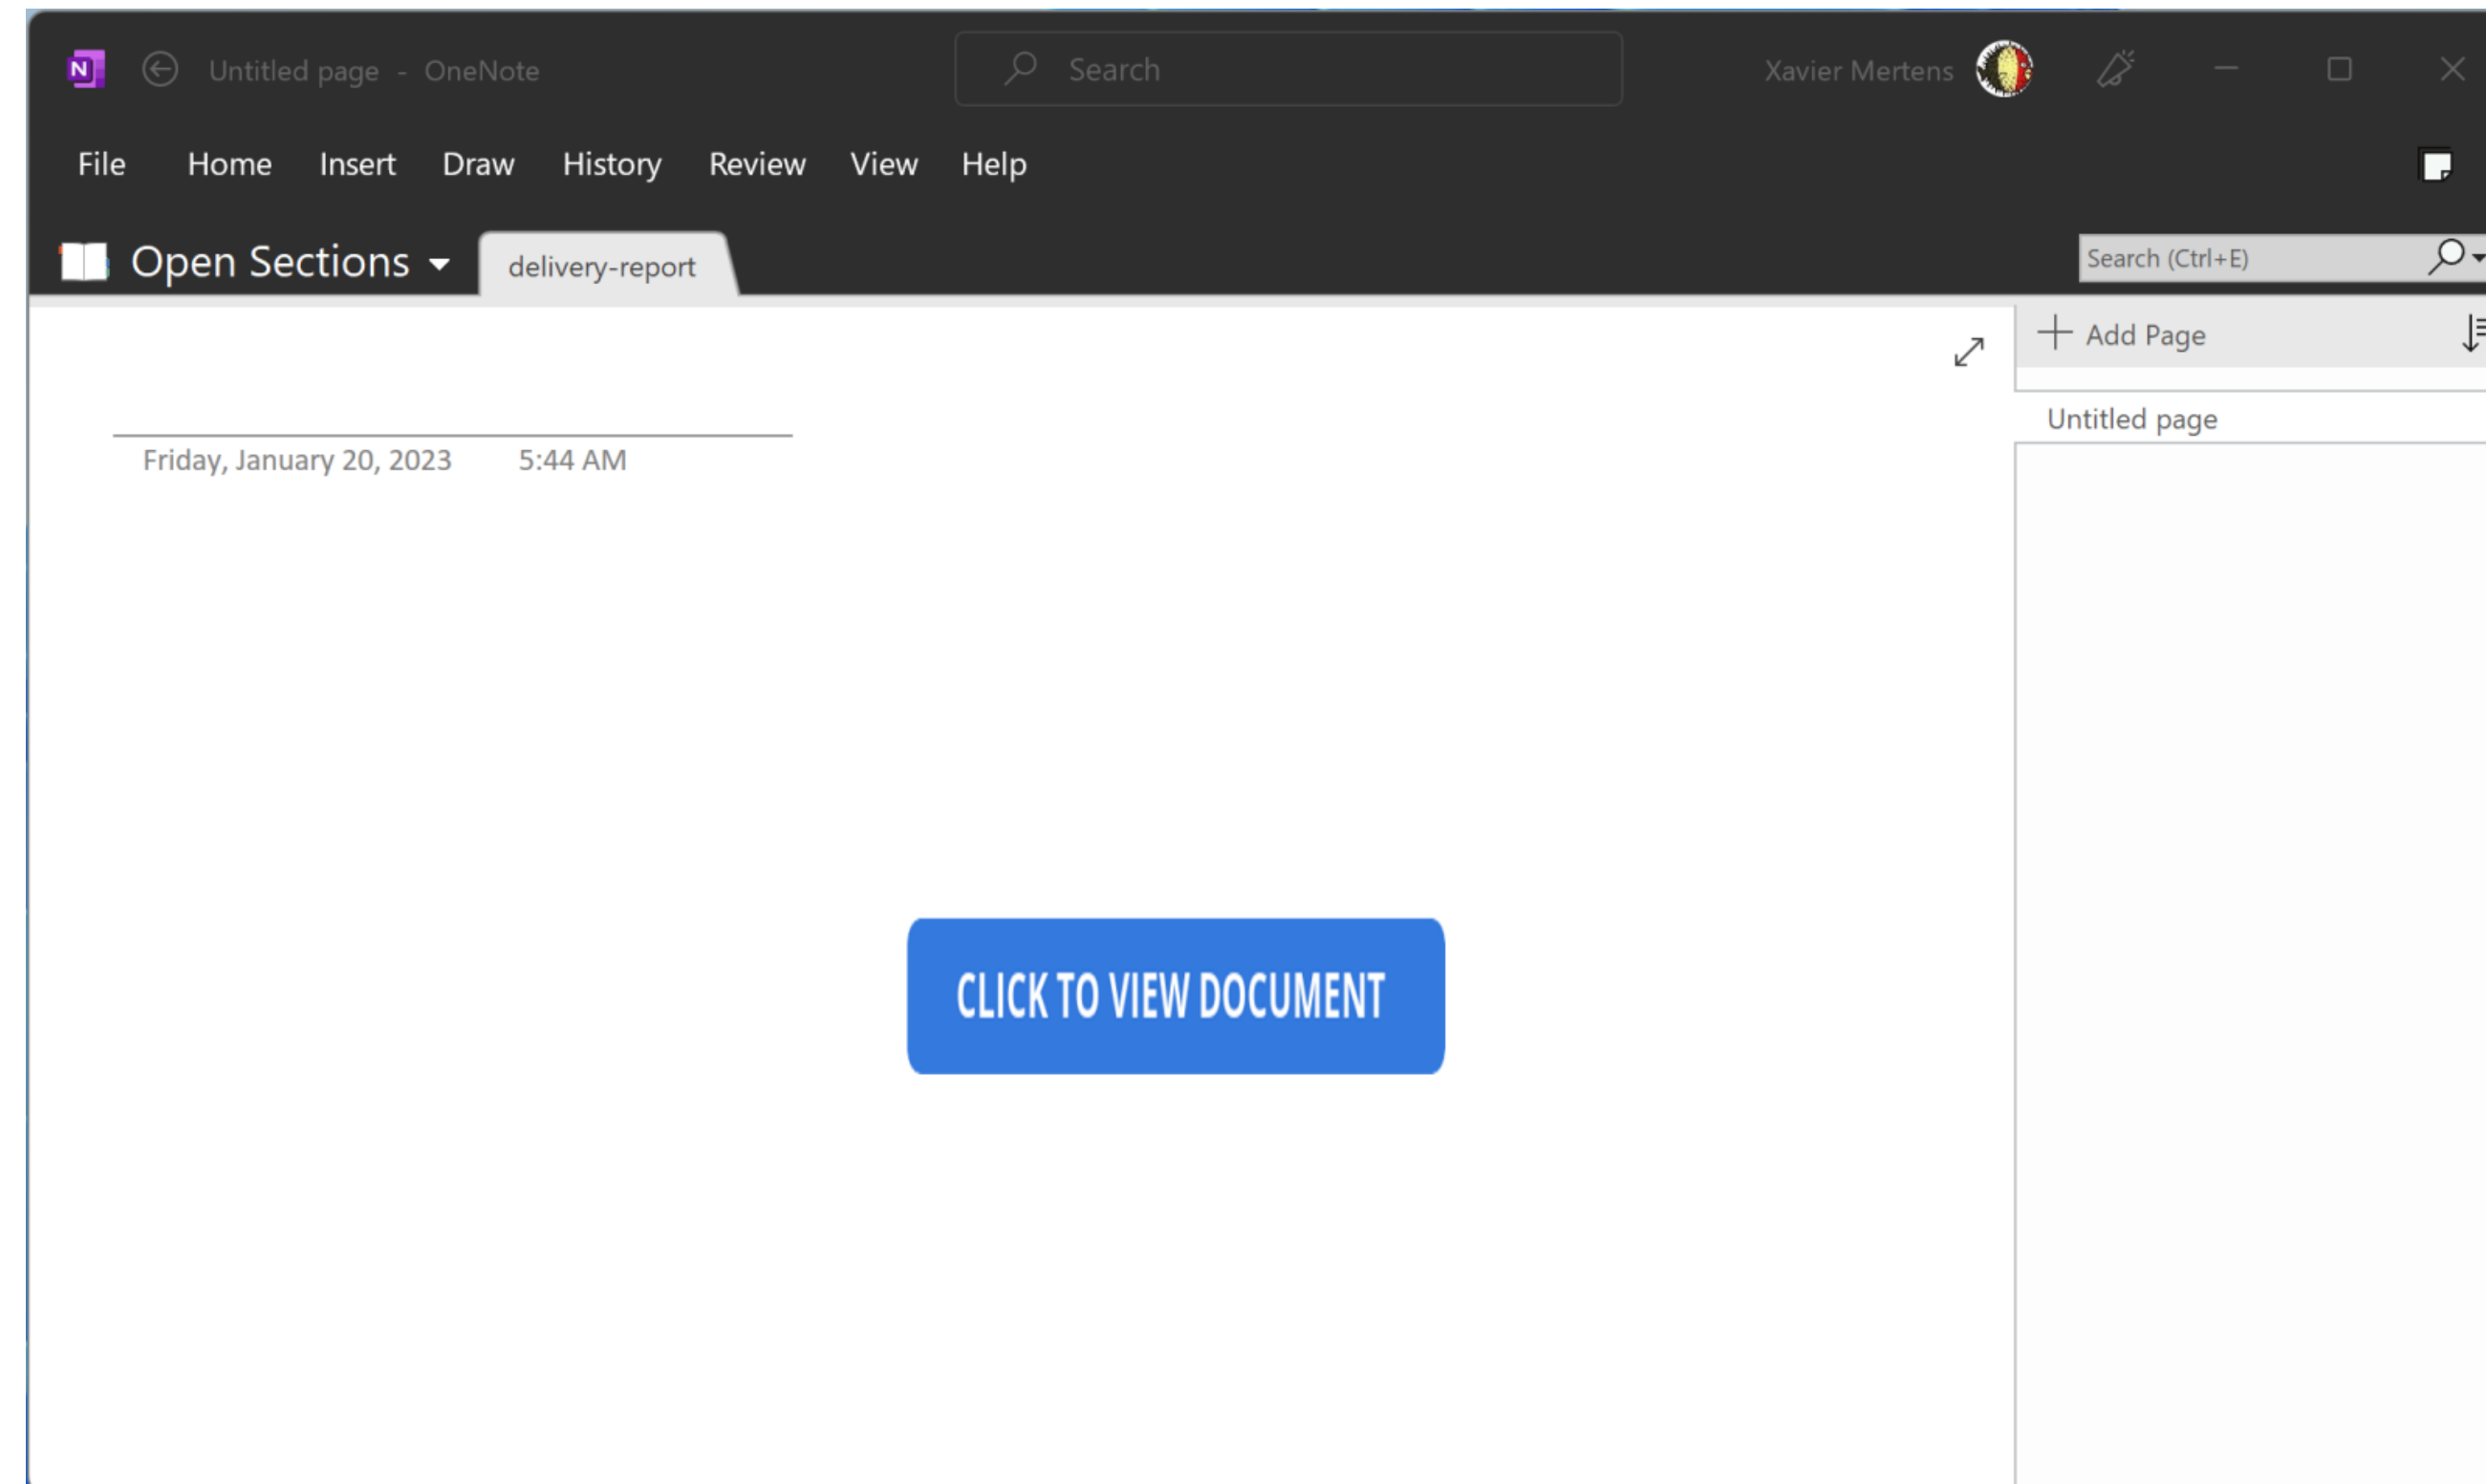 N
Untitled page - OneNote
Search
Xavier Mertens
File Home Insert Draw History Review View Help
Open Sections
delivery-report
Search (Ctrl+E)
Add Page
Untitled page
Friday, January 20, 2023 5:44 AM
CLICK TO VIEW DOCUMENT